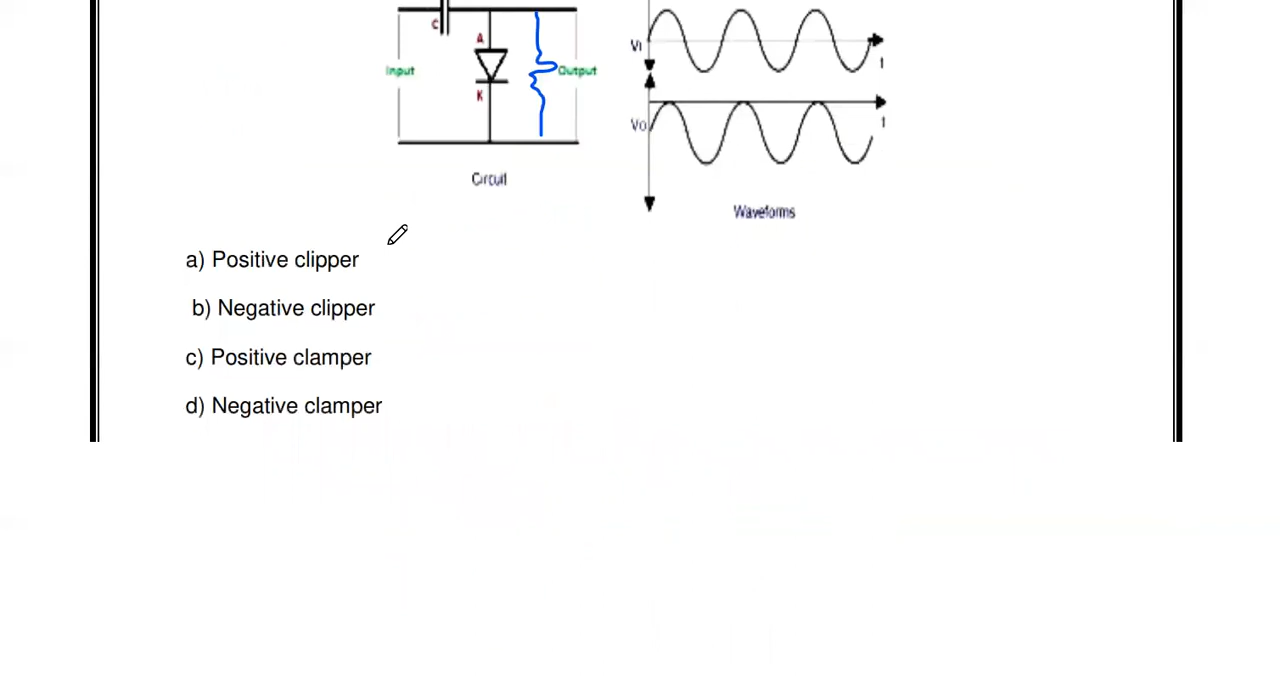 C
A
Input
Output
K
Circuit
Vi
t
Vo
t
Waveforms
a) Positive clipper
b) Negative clipper
c) Positive clamper
d) Negative clamper